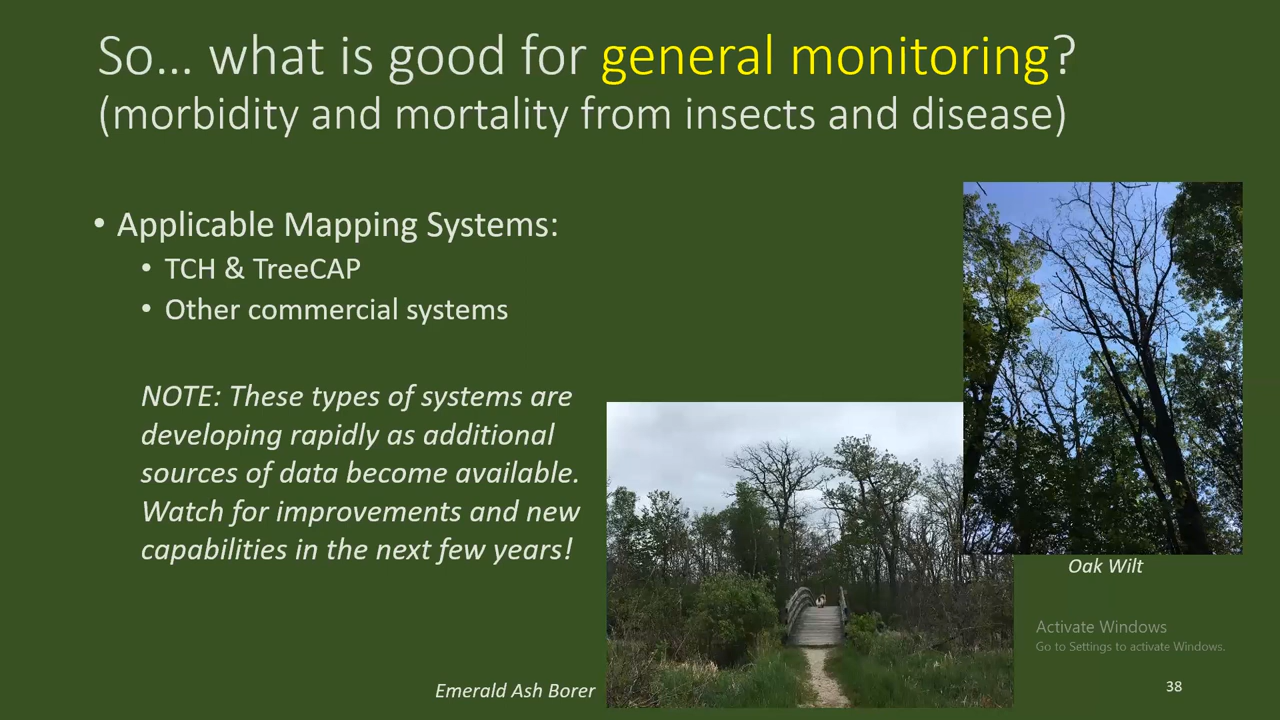 So... what is good for general monitoring?
(morbidity and mortality from insects and disease)
• Applicable Mapping Systems:
• TCH & TreeCAP
• Other commercial systems
NOTE: These types of systems are
developing rapidly as additional
sources of data become available.
Watch for improvements and new
capabilities in the next few years!
Oak Wilt
Emerald Ash Borer
Activate Windows
Go to Settings to activate Windows.
38